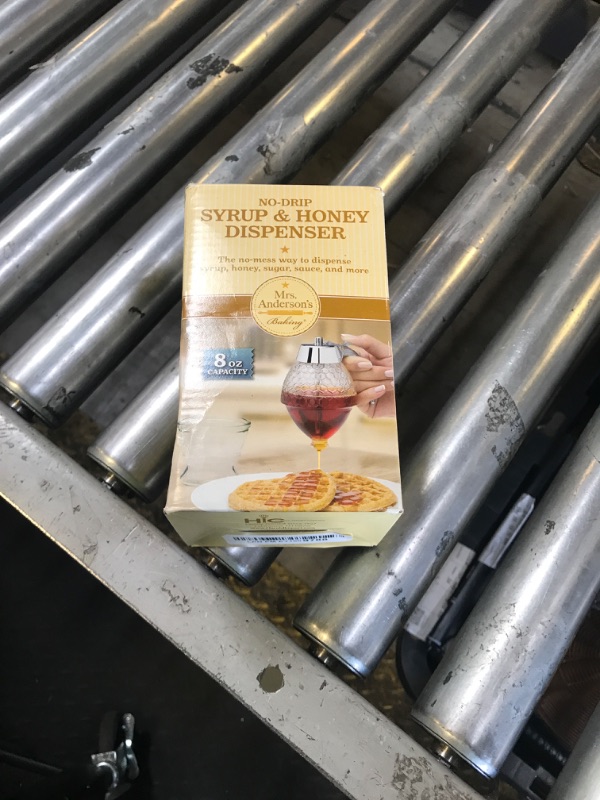 NO-DRIP
SYRUP & HONEY
DISPENSER
The no-mess way to dispense
syrup, honey, sugar, sauce, and more
Mrs.
Anderson's
Baking
8 OZ
CAPACITY
HIC